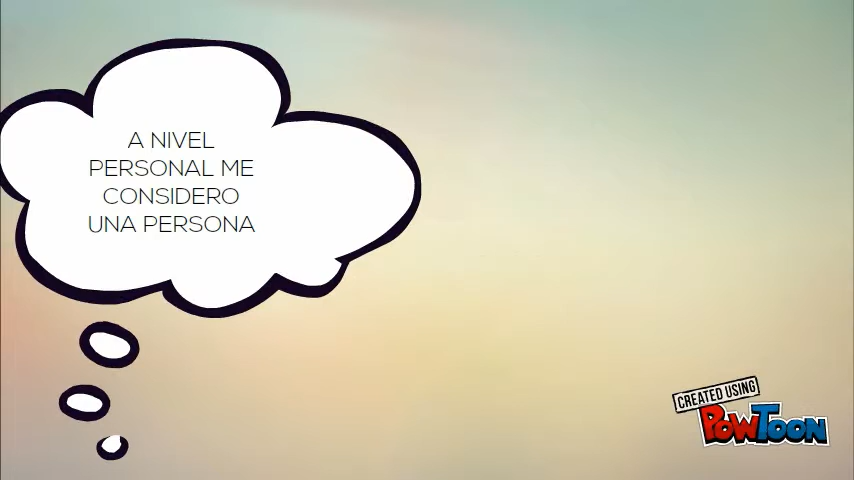 A NIVEL
PERSONAL ME
CONSIDERO
UNA PERSONA
CREATED USING
POWTOON